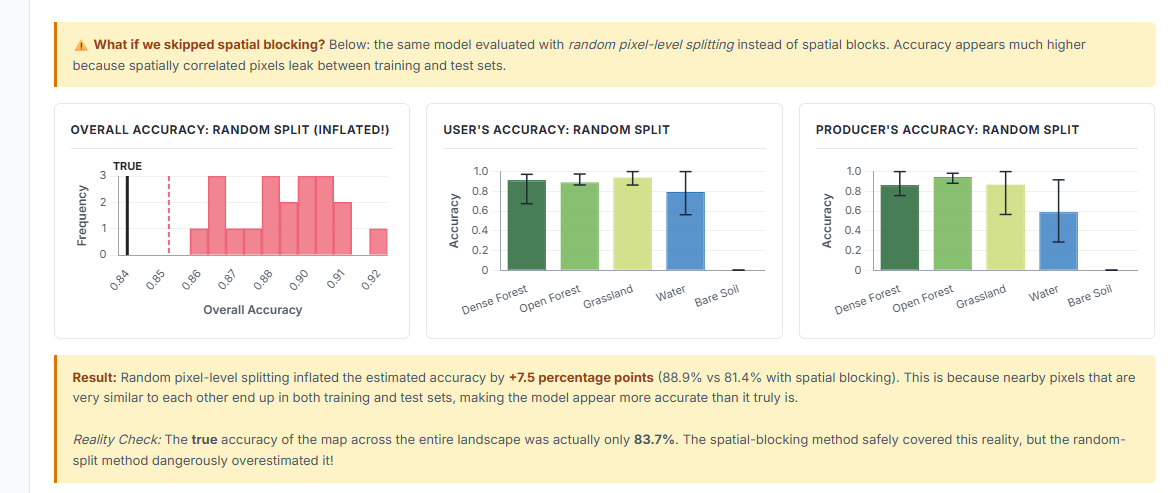 ⚠️ What if we skipped spatial blocking? Below: the same model evaluated with random pixel-level splitting instead of spatial blocks. Accuracy appears much higher
because spatially correlated pixels leak between training and test sets.
OVERALL ACCURACY: RANDOM SPLIT (INFLATED!)
TRUE
3
2
1
0
Frequency
0.84
0.85
0.86
0.87
0.88
0.90
0.91
0.92
Overall Accuracy
USER'S ACCURACY: RANDOM SPLIT
1.0
0.8
0.6
0.4
0.2
0
Accuracy
Dense Forest
Open Forest
Grassland
Water
Bare Soil
PRODUCER'S ACCURACY: RANDOM SPLIT
1.0
0.8
0.6
0.4
0.2
0
Accuracy
Dense Forest
Open Forest
Grassland
Water
Bare Soil
Result: Random pixel-level splitting inflated the estimated accuracy by +7.5 percentage points (88.9% vs 81.4% with spatial blocking). This is because nearby pixels that are
very similar to each other end up in both training and test sets, making the model appear more accurate than it truly is.
Reality Check: The true accuracy of the map across the entire landscape was actually only 83.7%. The spatial-blocking method safely covered this reality, but the random-
split method dangerously overestimated it!